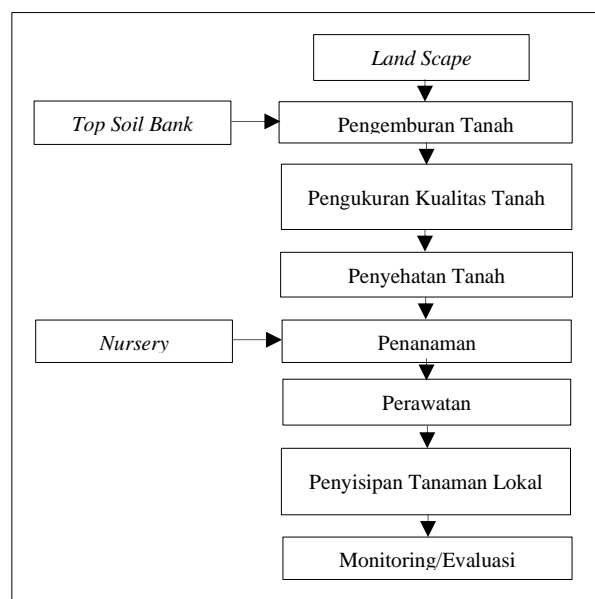 Land Scape
Top Soil Bank
Pengemburan Tanah
Pengukuran Kualitas Tanah
Penyehatan Tanah
Nursery
Penanaman
Perawatan
Penyisipan Tanaman Lokal
Monitoring/Evaluasi